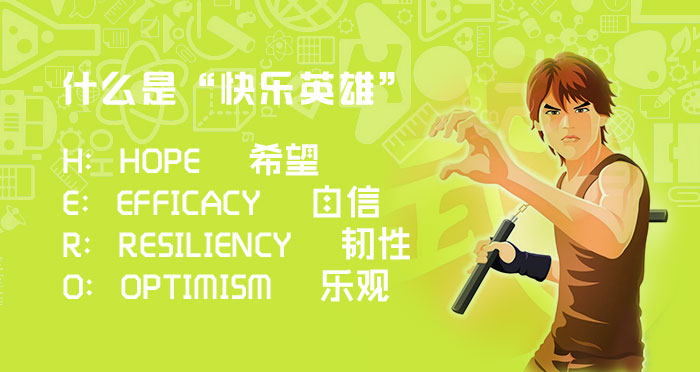 什么是“快乐英雄”
H: HOPE 希望
E: EFFICACY 自信
R: RESILIENCY 韧性
O: OPTIMISM 乐观